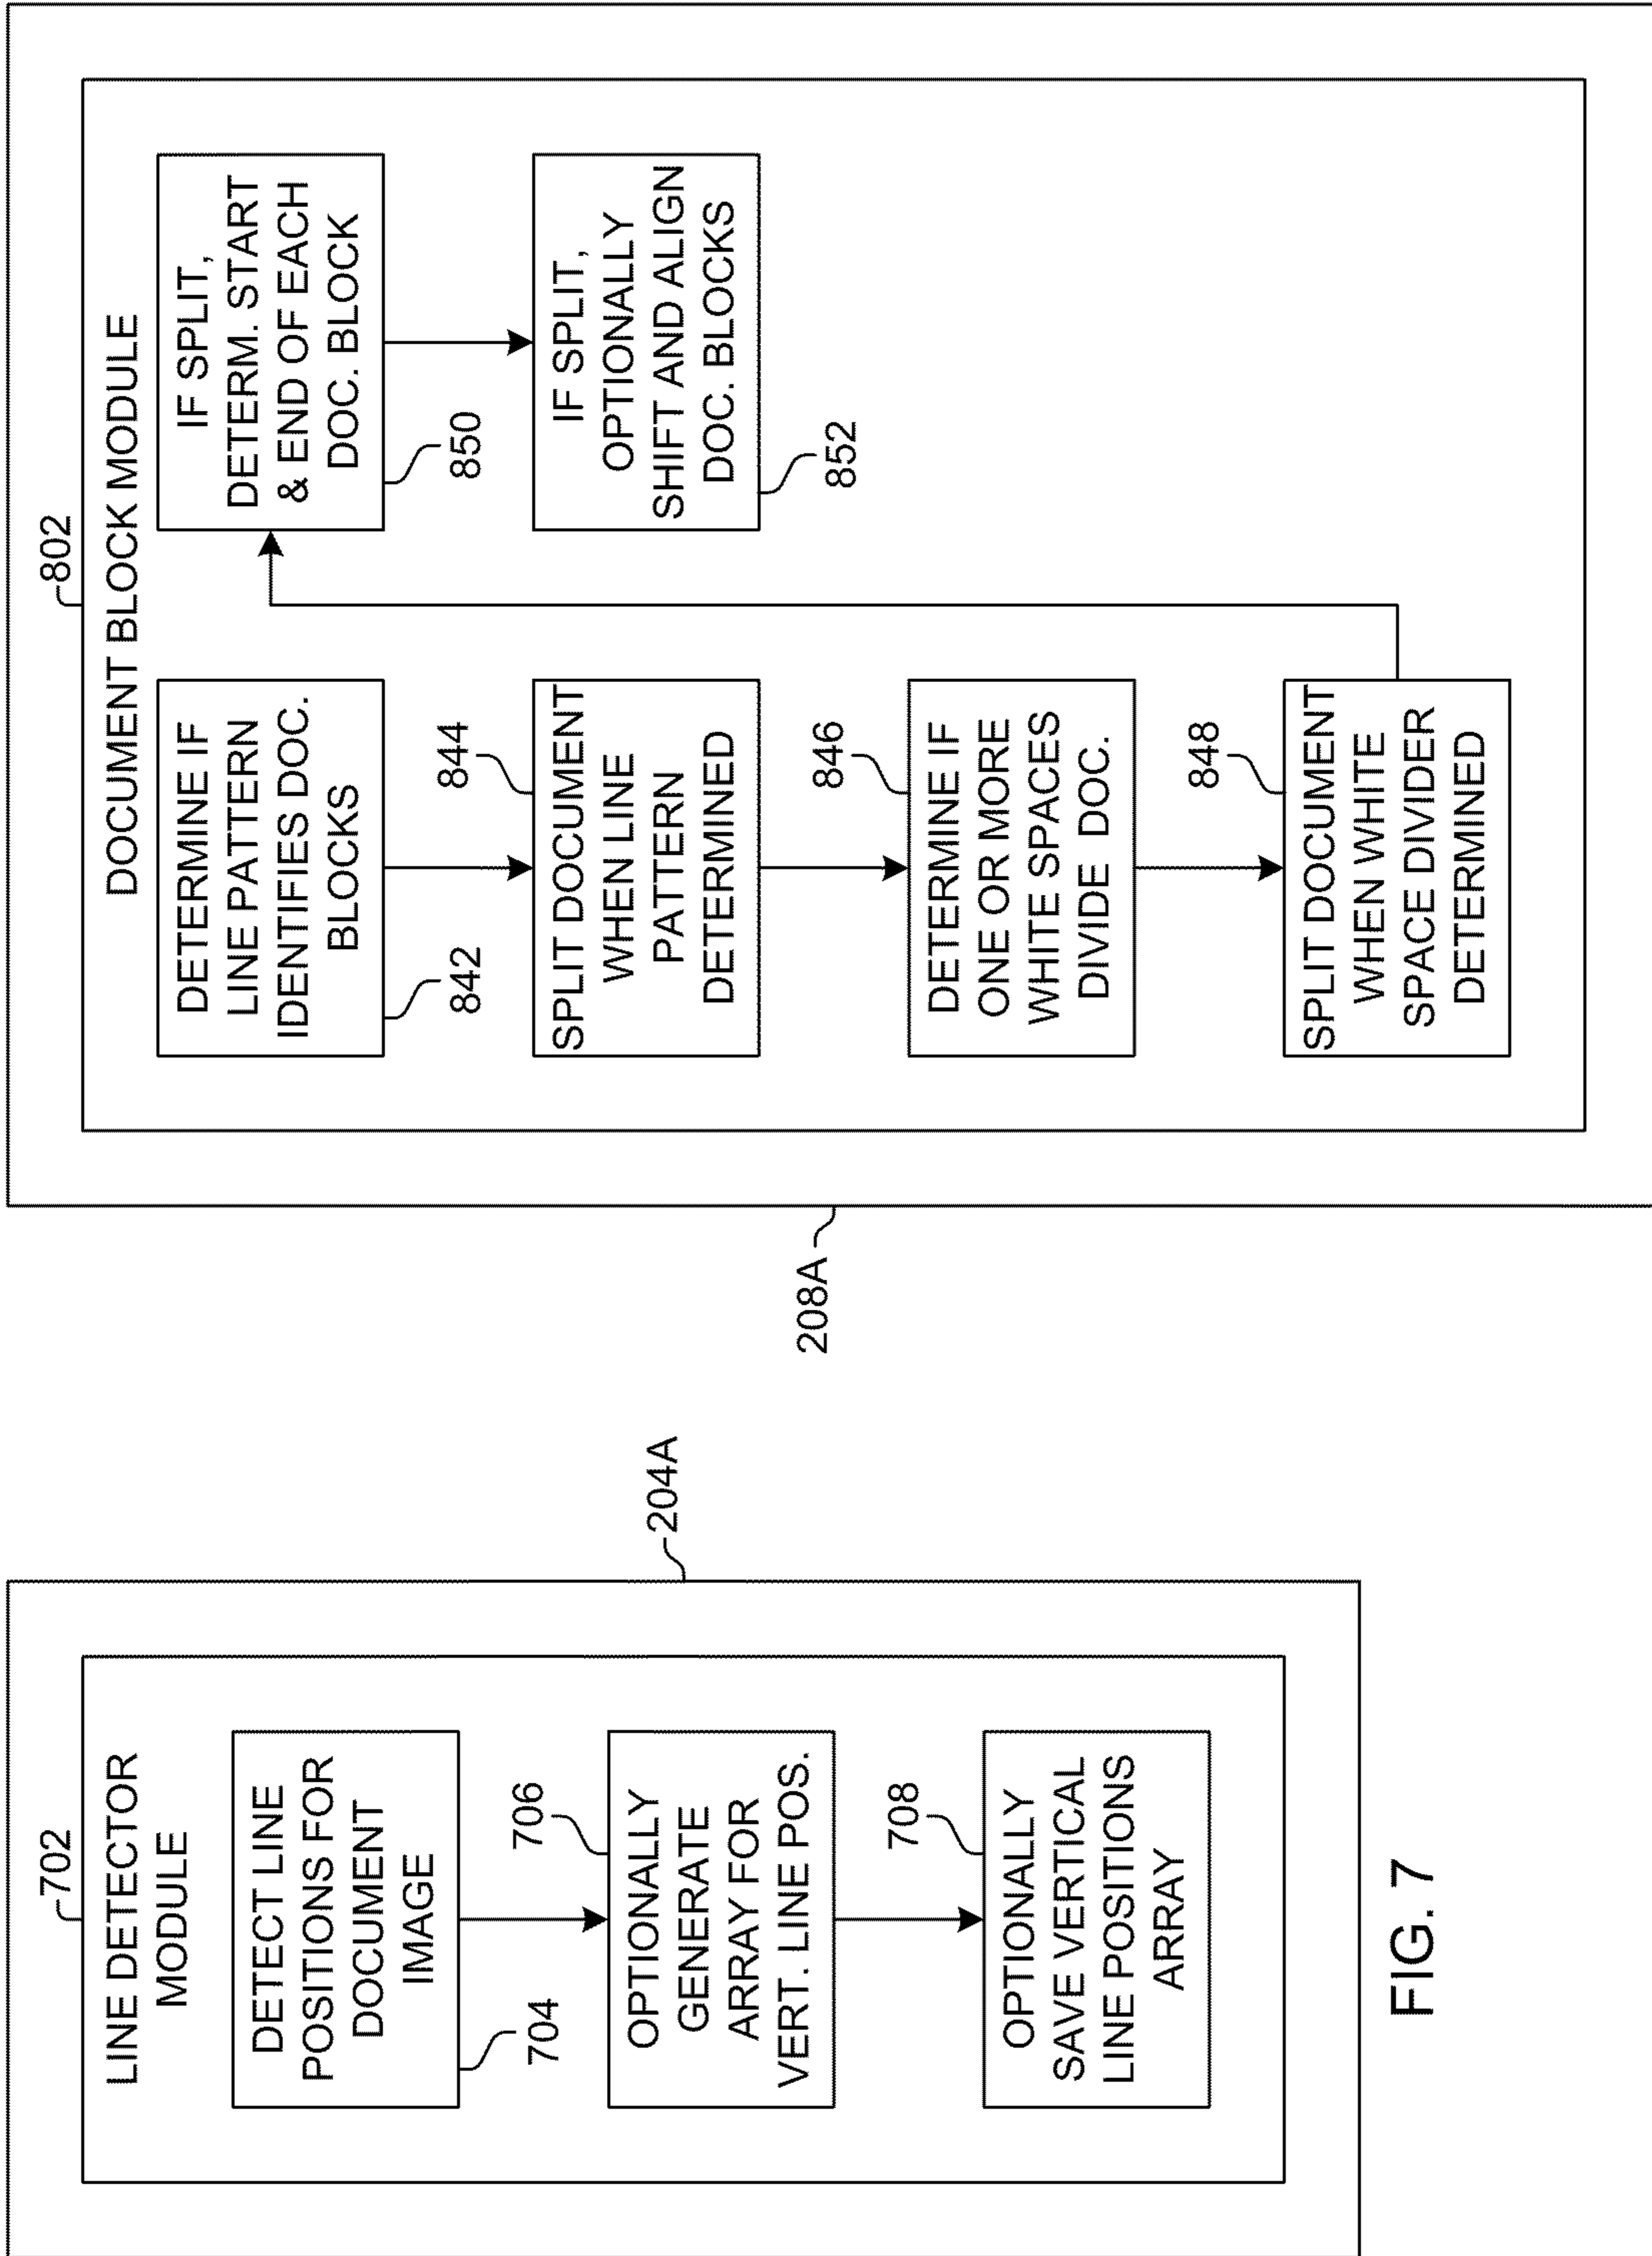 702
LINE DETECTOR
MODULE
DETECT LINE
POSITIONS FOR
DOCUMENT
IMAGE
704
706
OPTIONALLY
GENERATE
ARRAY FOR
VERT. LINE POS.
708
OPTIONALLY
SAVE VERTICAL
LINE POSITIONS
ARRAY
204A
FIG. 7
208A
802
DOCUMENT BLOCK MODULE
DETERMINE IF
LINE PATTERN
IDENTIFIES DOC.
BLOCKS
842
844
SPLIT DOCUMENT
WHEN LINE
PATTERN
DETERMINED
846
DETERMINE IF
ONE OR MORE
WHITE SPACES
DIVIDE DOC.
848
SPLIT DOCUMENT
WHEN WHITE
SPACE DIVIDER
DETERMINED
IF SPLIT,
DETERM. START
& END OF EACH
DOC. BLOCK
850
IF SPLIT,
OPTIONALLY
SHIFT AND ALIGN
DOC. BLOCKS
852